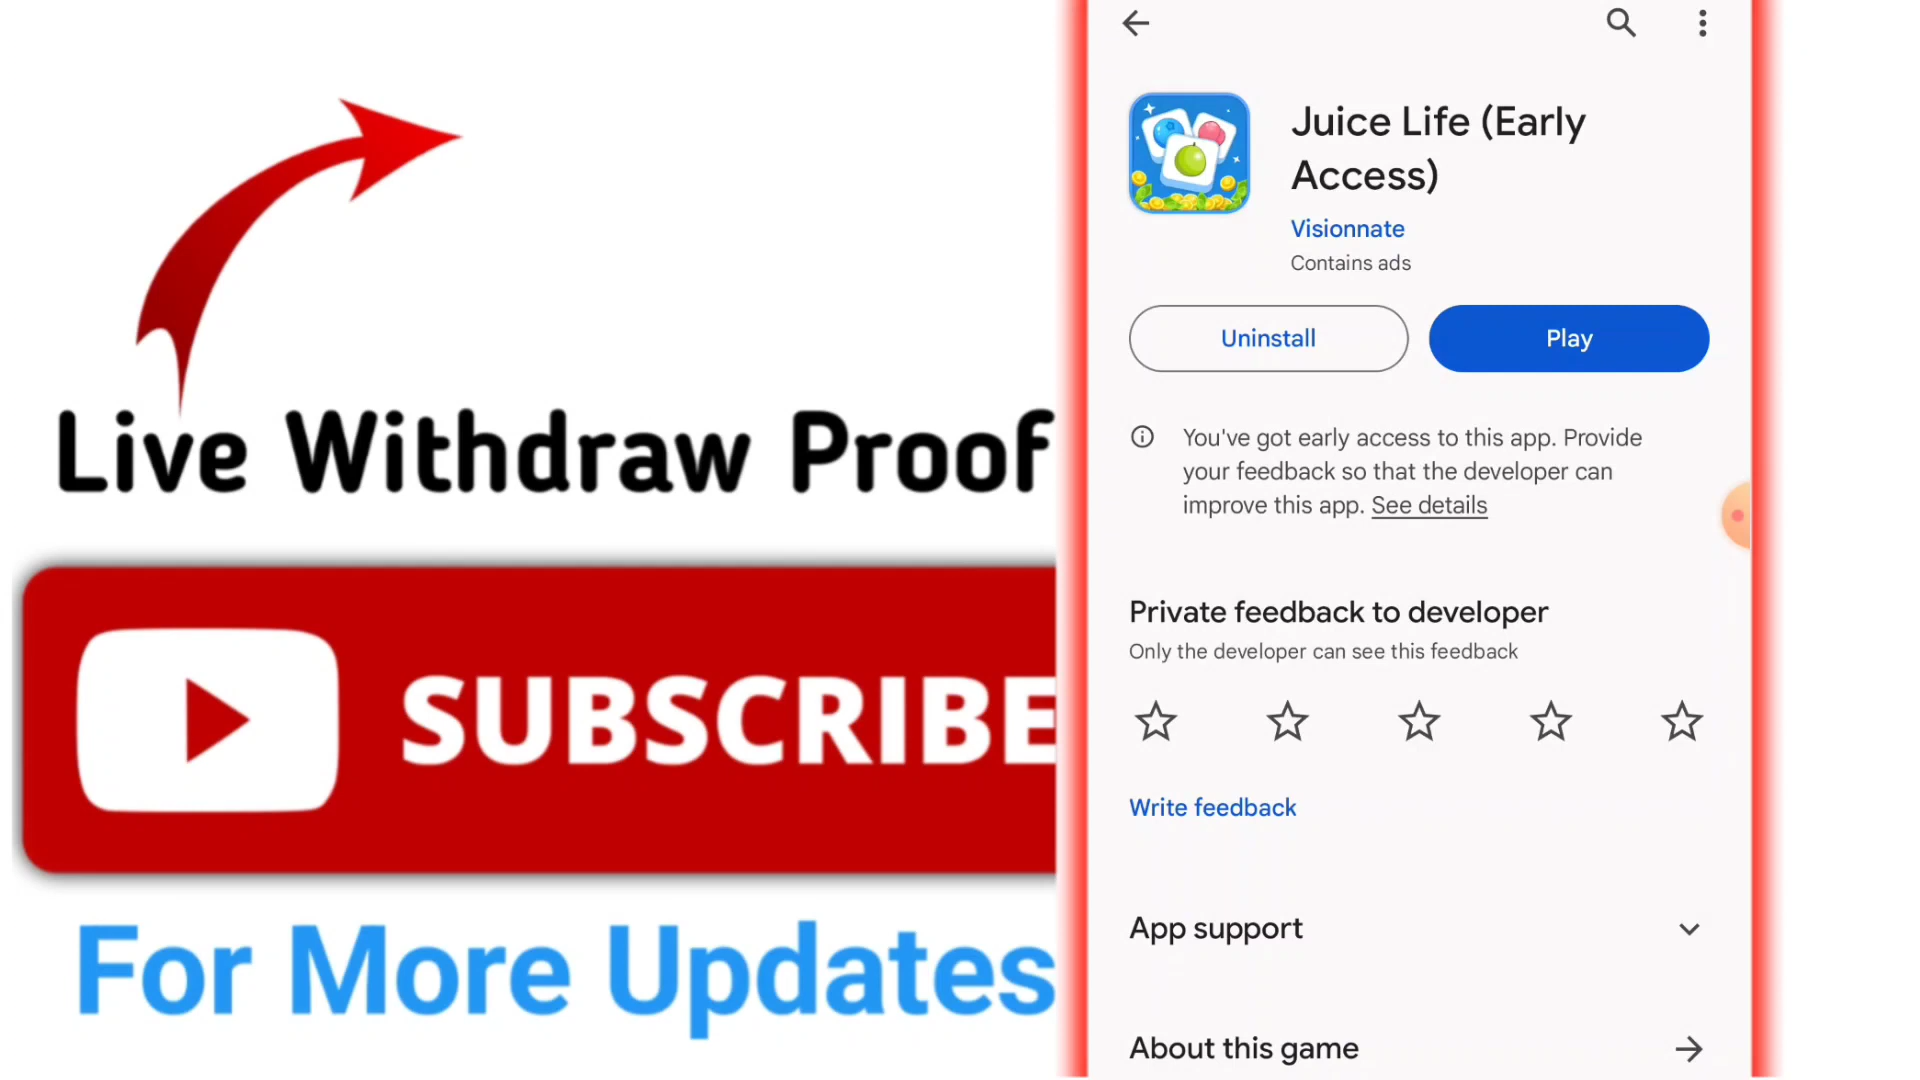 Live Withdraw Proof
SUBSCRIBE
For More Updates
Juice Life (Early
Access)
Visionnate
Contains ads
Uninstall
Play
You've got early access to this app. Provide
your feedback so that the developer can
improve this app. See details
Private feedback to developer
Only the developer can see this feedback
Write feedback
App support
About this game